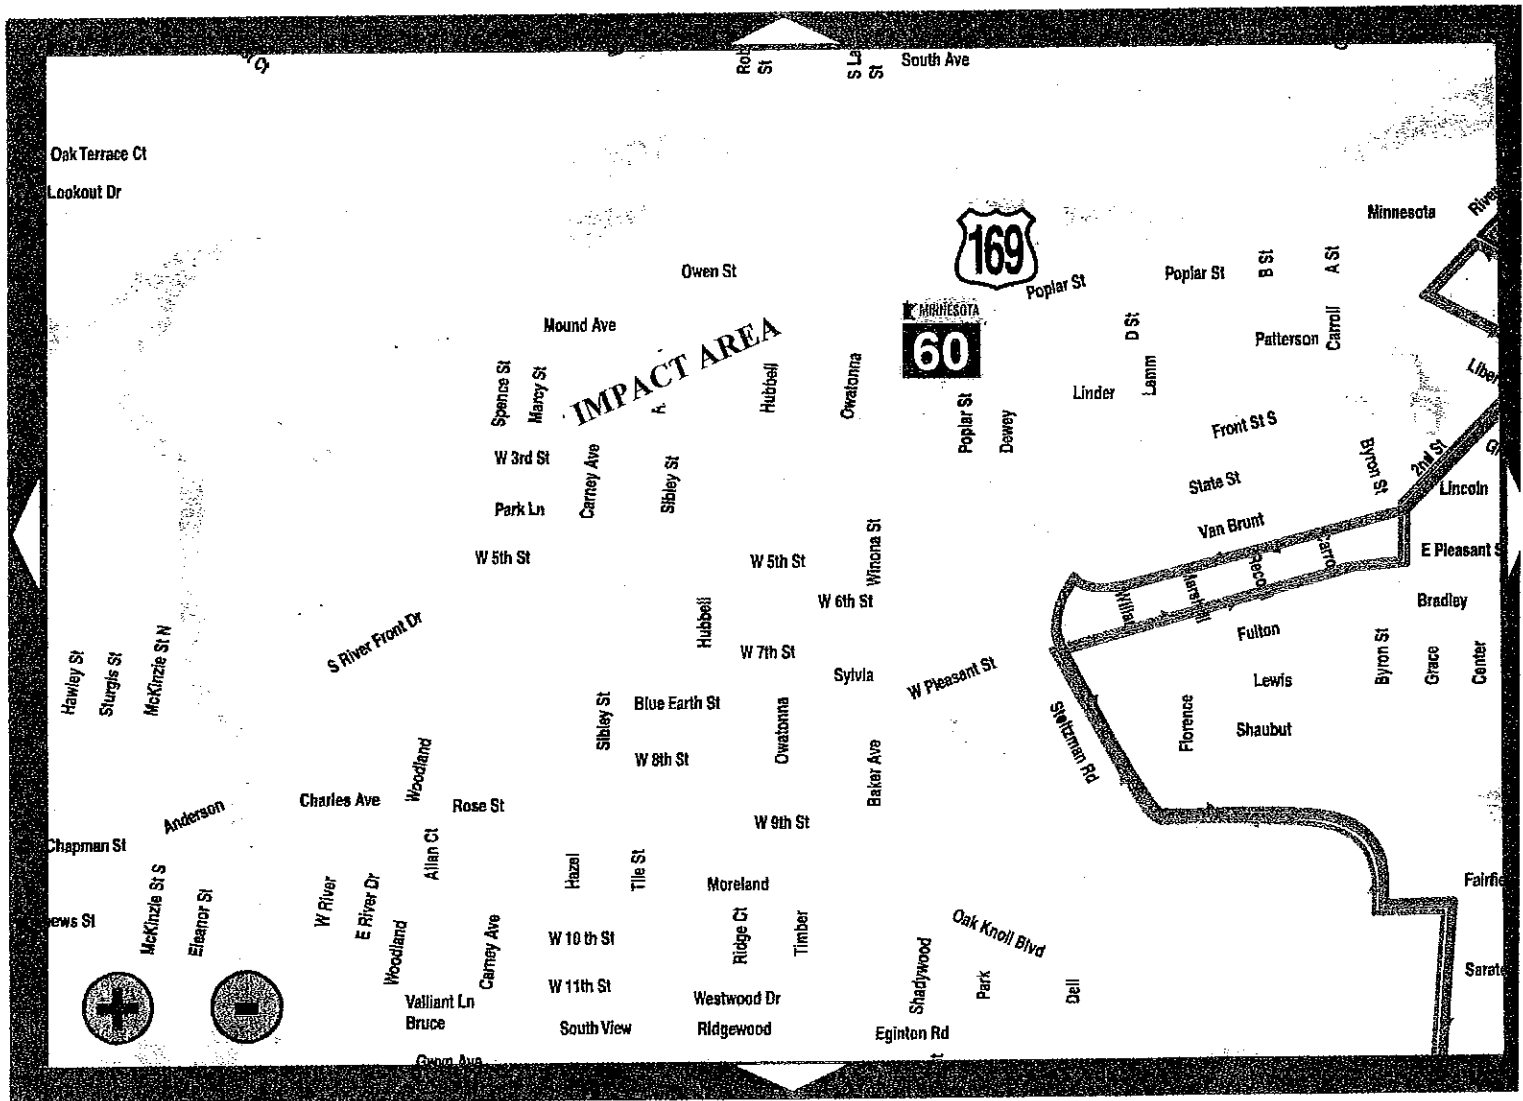 South Ave
Oak Terrace Ct
Lookout Dr
Minnesota
169
Owen St
Poplar St
Poplar St
B St
A St
MINNESOTA
60
Mound Ave
IMPACT AREA
D St
Patterson
Carroll
Spence St
Marcy St
Hubbell
Owatonna
Linder
Lamm
Poplar St
Dewey
Front St S
Byron St
2nd St
W 3rd St
Carney Ave
Sibley St
State St
Lincoln
Park Ln
Van Brunt
W 5th St
W 5th St
Winona St
E Pleasant S
W 6th St
Bradley
S River Front Dr
Hubbell
Fulton
W 7th St
Byron St
Grace
Center
Hawley St
Sturgis St
McKinzie St N
Sylvia
W Pleasant St
Lewis
Sibley St
Blue Earth St
Owatonna
Stoltzman Rd
Florence
Shaubut
W 8th St
Woodland
Baker Ave
Charles Ave
Rose St
Anderson
W 9th St
Chapman St
Allan Ct
Hazel
Tile St
Moreland
McKinzie St S
Eleanor St
W River
E River Dr
ews St
Woodland
Carney Ave
W 10 th St
Ridge Ct
Timber
Oak Knoll Blvd
Shadywood
Park
Dell
W 11th St
Valliant Ln
Westwood Dr
Bruce
South View
Ridgewood
Eginton Rd
Gwyn Ave